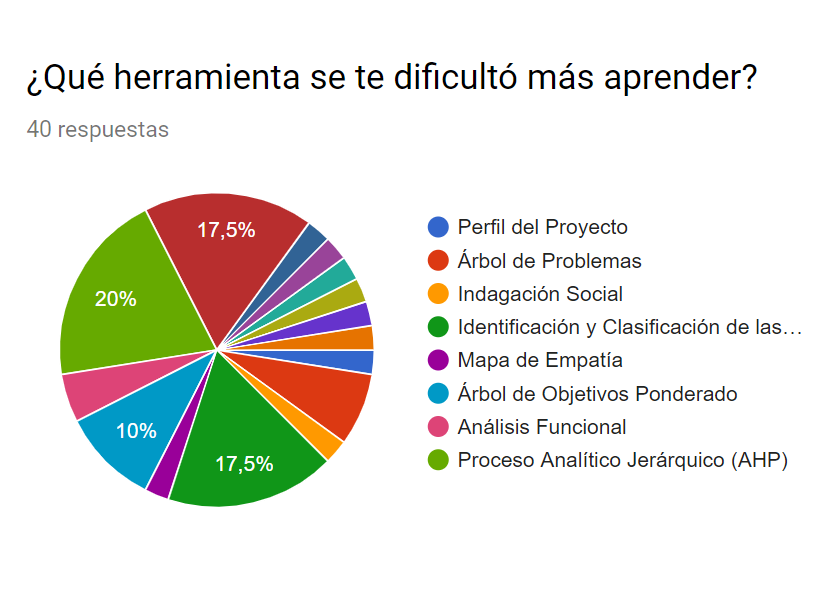 ¿Qué herramienta se te dificultó más aprender?
40 respuestas
17,5%
20%
10%
17,5%
Perfil del Proyecto
Árbol de Problemas
Indagación Social
Identificación y Clasificación de las…
Mapa de Empatía
Árbol de Objetivos Ponderado
Análisis Funcional
Proceso Analítico Jerárquico (AHP)